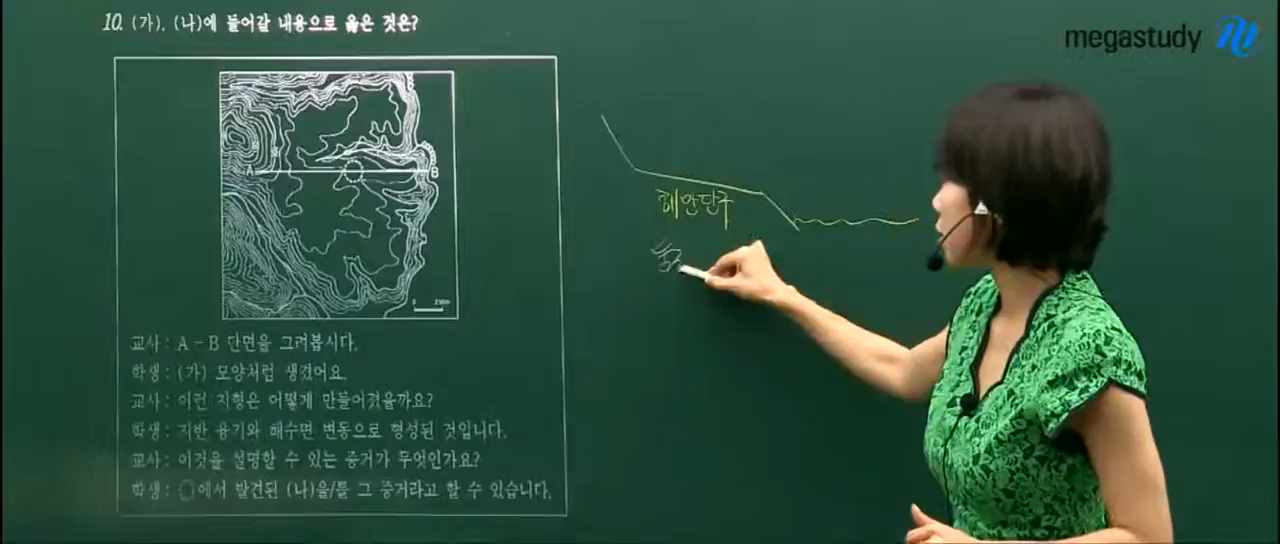 10. (가), (나)에 들어갈 내용으로 옳은 것은?
megastudy
A
B
0
해안단구
교사 : A - B 단면을 그려봅시다.
학생 : (가) 모양처럼 생겼어요.
교사 : 이런 지형은 어떻게 만들어졌을까요?
학생 : 지반 융기와 해수면 변동으로 형성된 것입니다.
교사 : 이것을 설명할 수 있는 증거가 무엇인가요?
학생 : 에서 발견된 (나)을/를 그 증거라고 할 수 있습니다.